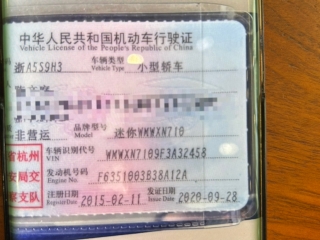 中华人民共和国机动车行驶证
Vehicle License of the People's Republic of China
浙A5S9H3 车辆类型 小型轿车
Vehicle Type
非营运 品牌型号 迷你WMWXN710
Model
省杭州 车辆识别代号 WMWXN7109F3A32458
VIN
安局交 发动机号码 F6351003B38A12A
Engine No.
察支队 注册日期 2015-02-11 发证日期 2020-09-28
Register Date Issue Date